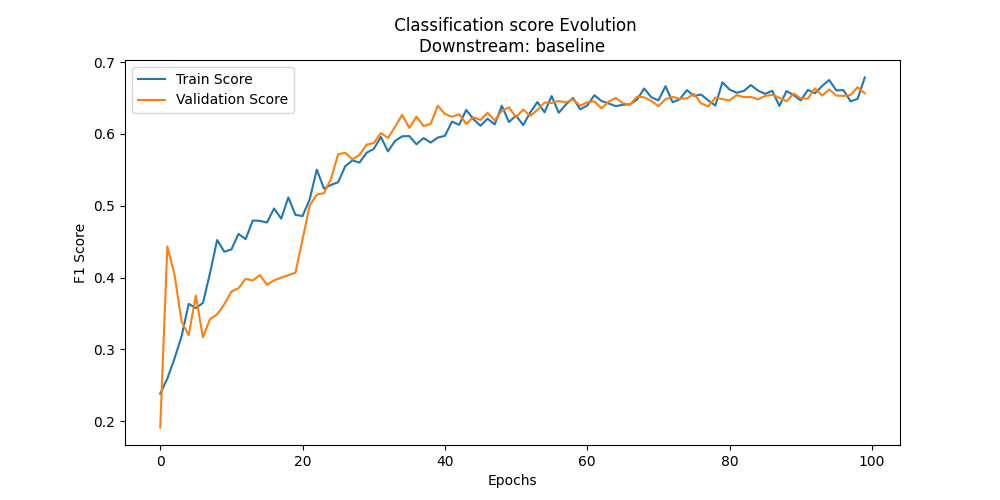 Classification score Evolution
Downstream: baseline
Train Score
Validation Score
F1 Score
0.7
0.6
0.5
0.4
0.3
0.2
0 20 40 60 80 100
Epochs